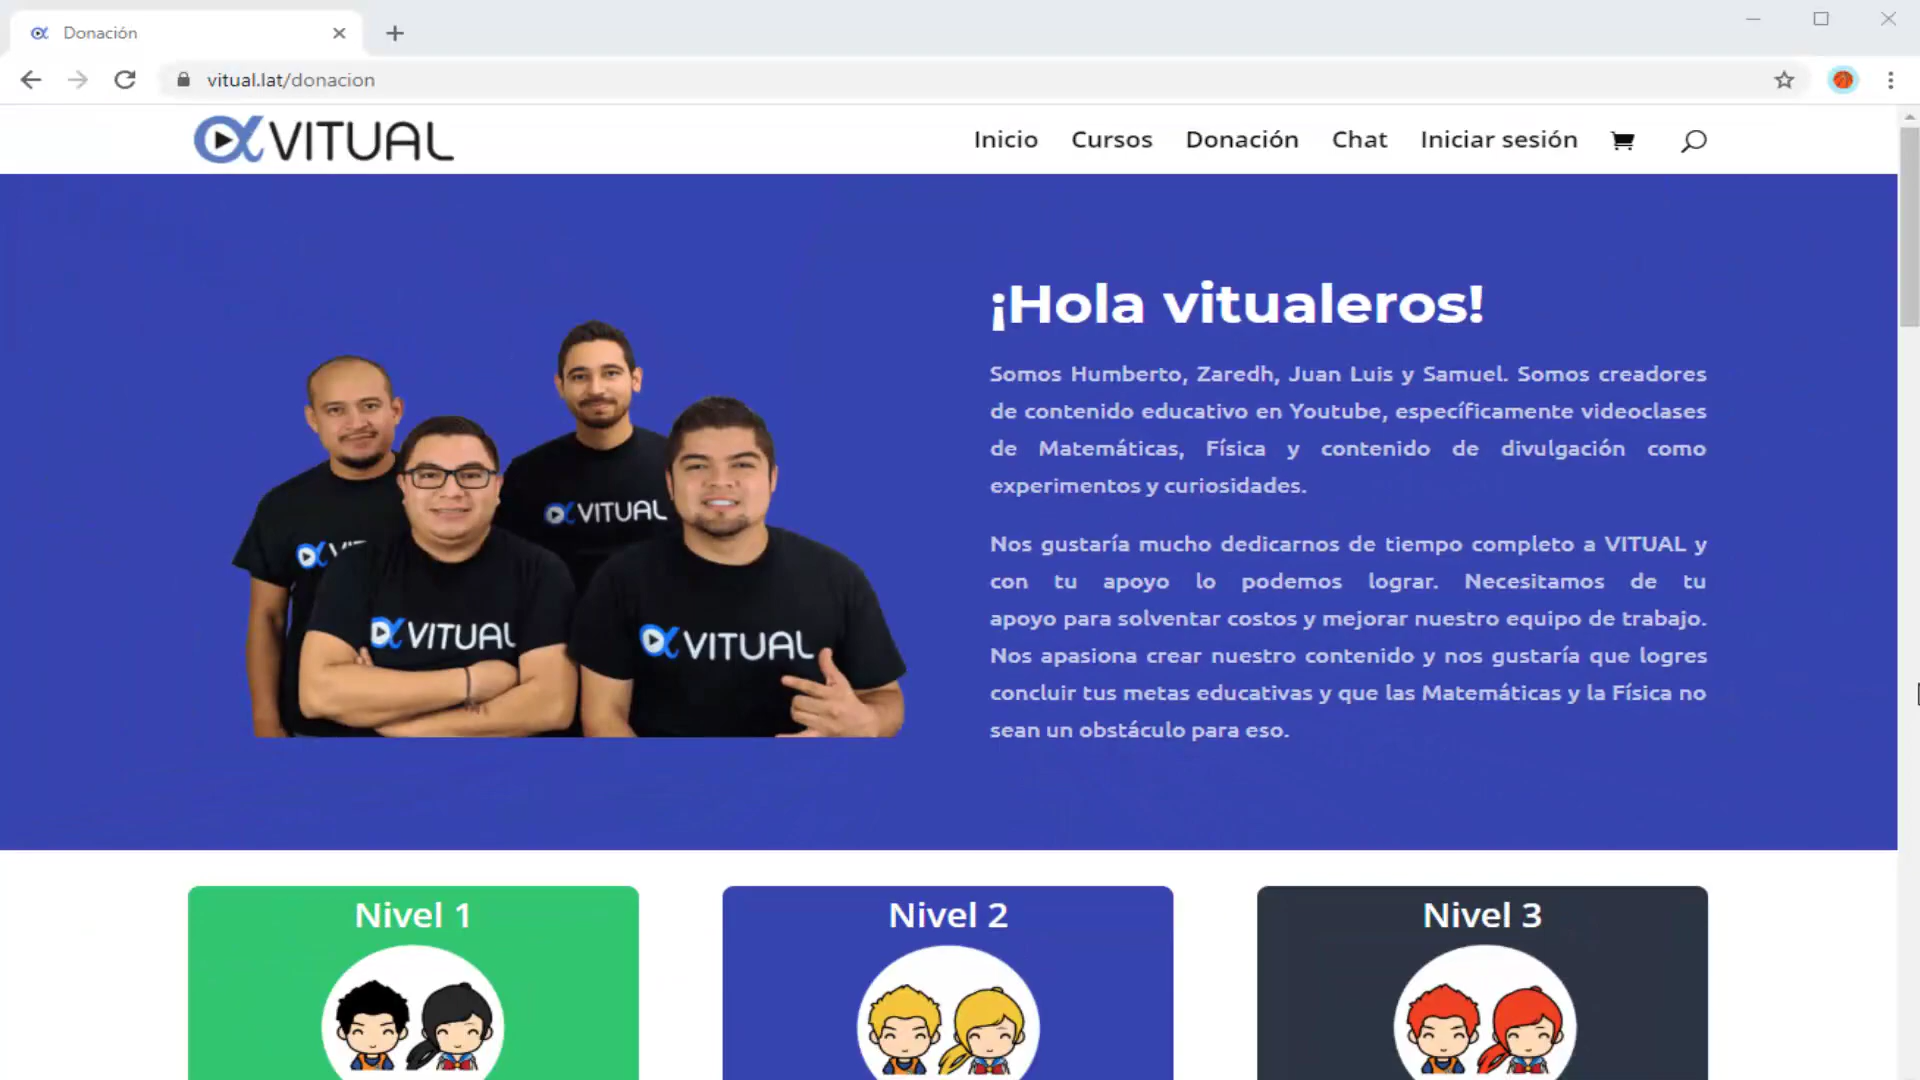 Donación
vitual.lat/donacion
VITUAL
Inicio Cursos Donación Chat Iniciar sesión
¡Hola vitualeros!
Somos Humberto, Zaredh, Juan Luis y Samuel. Somos creadores
de contenido educativo en Youtube, específicamente videoclases
de Matemáticas, Física y contenido de divulgación como
experimentos y curiosidades.
Nos gustaría mucho dedicarnos de tiempo completo a VITUAL y
con tu apoyo lo podemos lograr. Necesitamos de tu
apoyo para solventar costos y mejorar nuestro equipo de trabajo.
Nos apasiona crear nuestro contenido y nos gustaría que logres
concluir tus metas educativas y que las Matemáticas y la Física no
sean un obstáculo para eso.
VITUAL
VIT
VITUAL
VITUAL
Nivel 1
Nivel 2
Nivel 3